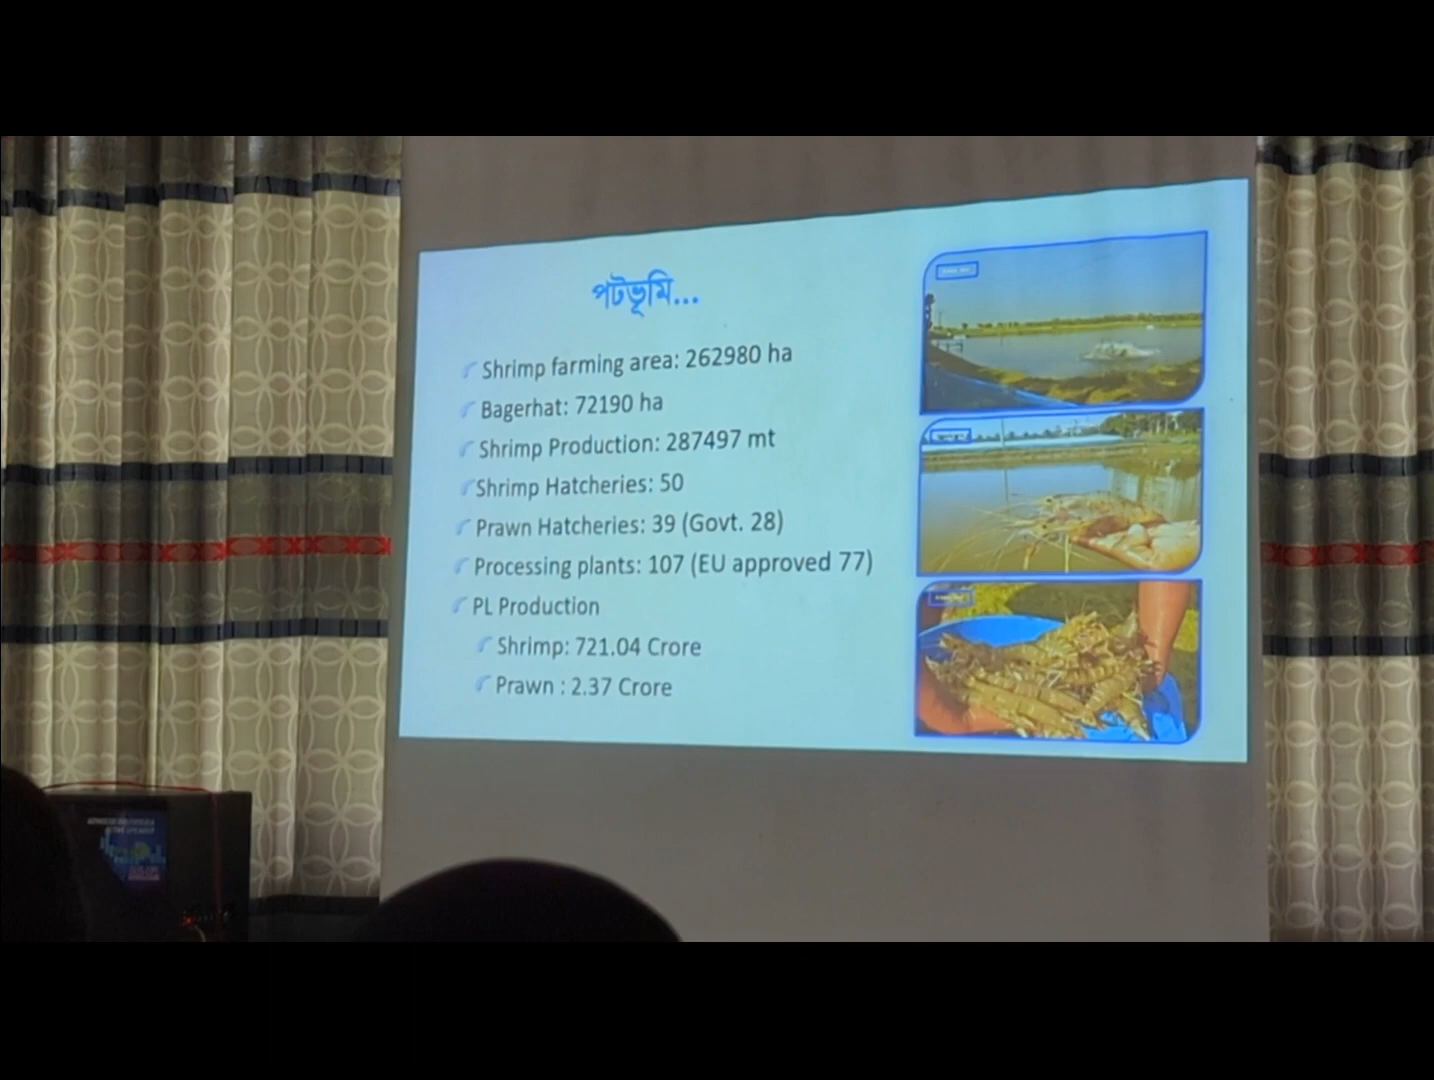 পটভূমি...
Shrimp farming area: 262980 ha
Bagerhat: 72190 ha
Shrimp Production: 287497 mt
Shrimp Hatcheries: 50
Prawn Hatcheries: 39 (Govt. 28)
Processing plants: 107 (EU approved 77)
PL Production
Shrimp: 721.04 Crore
Prawn : 2.37 Crore